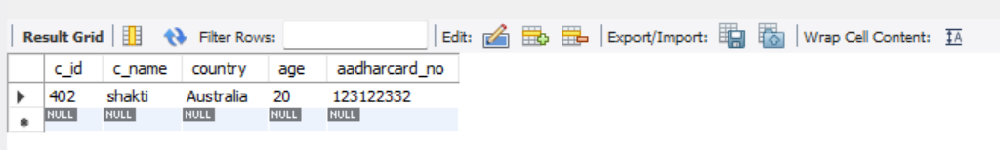 Result Grid Filter Rows: Edit: Export/Import: Wrap Cell Content: IA
c_id c_name country age aadharcard_no
402 shakti Australia 20 123122332
NULL NULL NULL NULL NULL